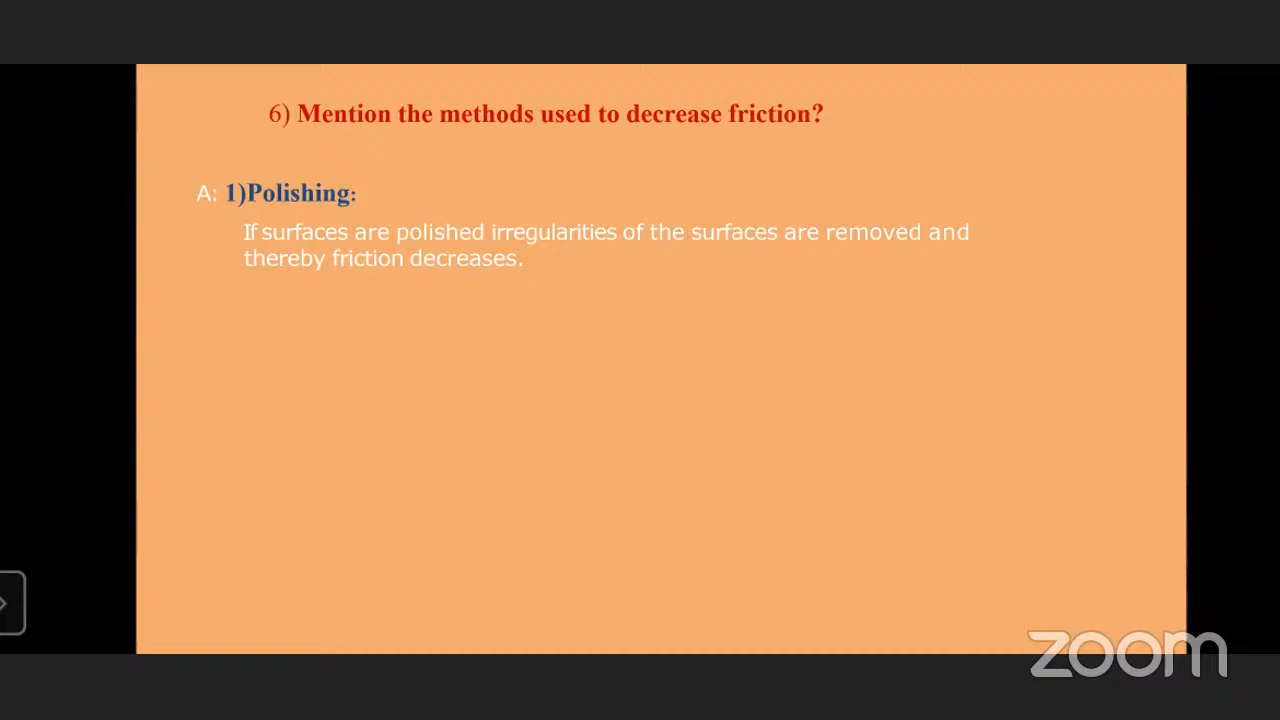 6) Mention the methods used to decrease friction?
A: 1)Polishing:
If surfaces are polished irregularities of the surfaces are removed and
thereby friction decreases.
zoom